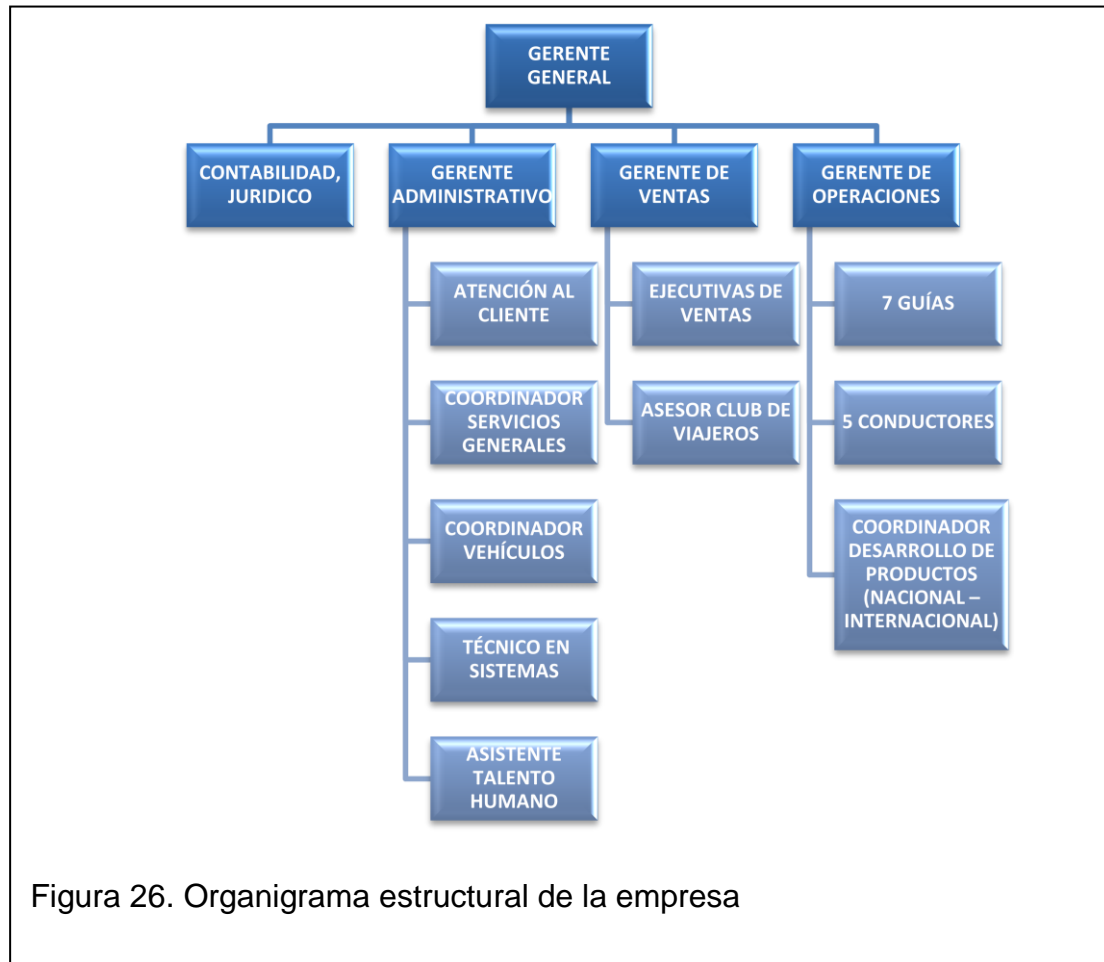 GERENTE
GENERAL
CONTABILIDAD,
JURIDICO
GERENTE
ADMINISTRATIVO
GERENTE DE
VENTAS
GERENTE DE
OPERACIONES
ATENCIÓN AL
CLIENTE
COORDINADOR
SERVICIOS
GENERALES
COORDINADOR
VEHÍCULOS
TÉCNICO EN
SISTEMAS
ASISTENTE
TALENTO
HUMANO
EJECUTIVAS DE
VENTAS
ASESOR CLUB DE
VIAJEROS
7 GUÍAS
5 CONDUCTORES
COORDINADOR
DESARROLLO DE
PRODUCTOS
(NACIONAL –
INTERNACIONAL)
Figura 26. Organigrama estructural de la empresa